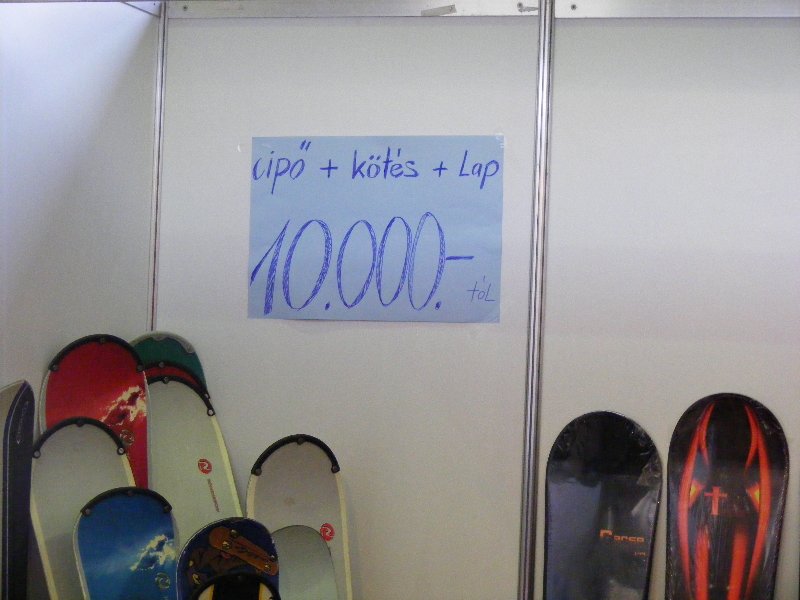 cipő + kötés + Lap
10.000.-
tóL